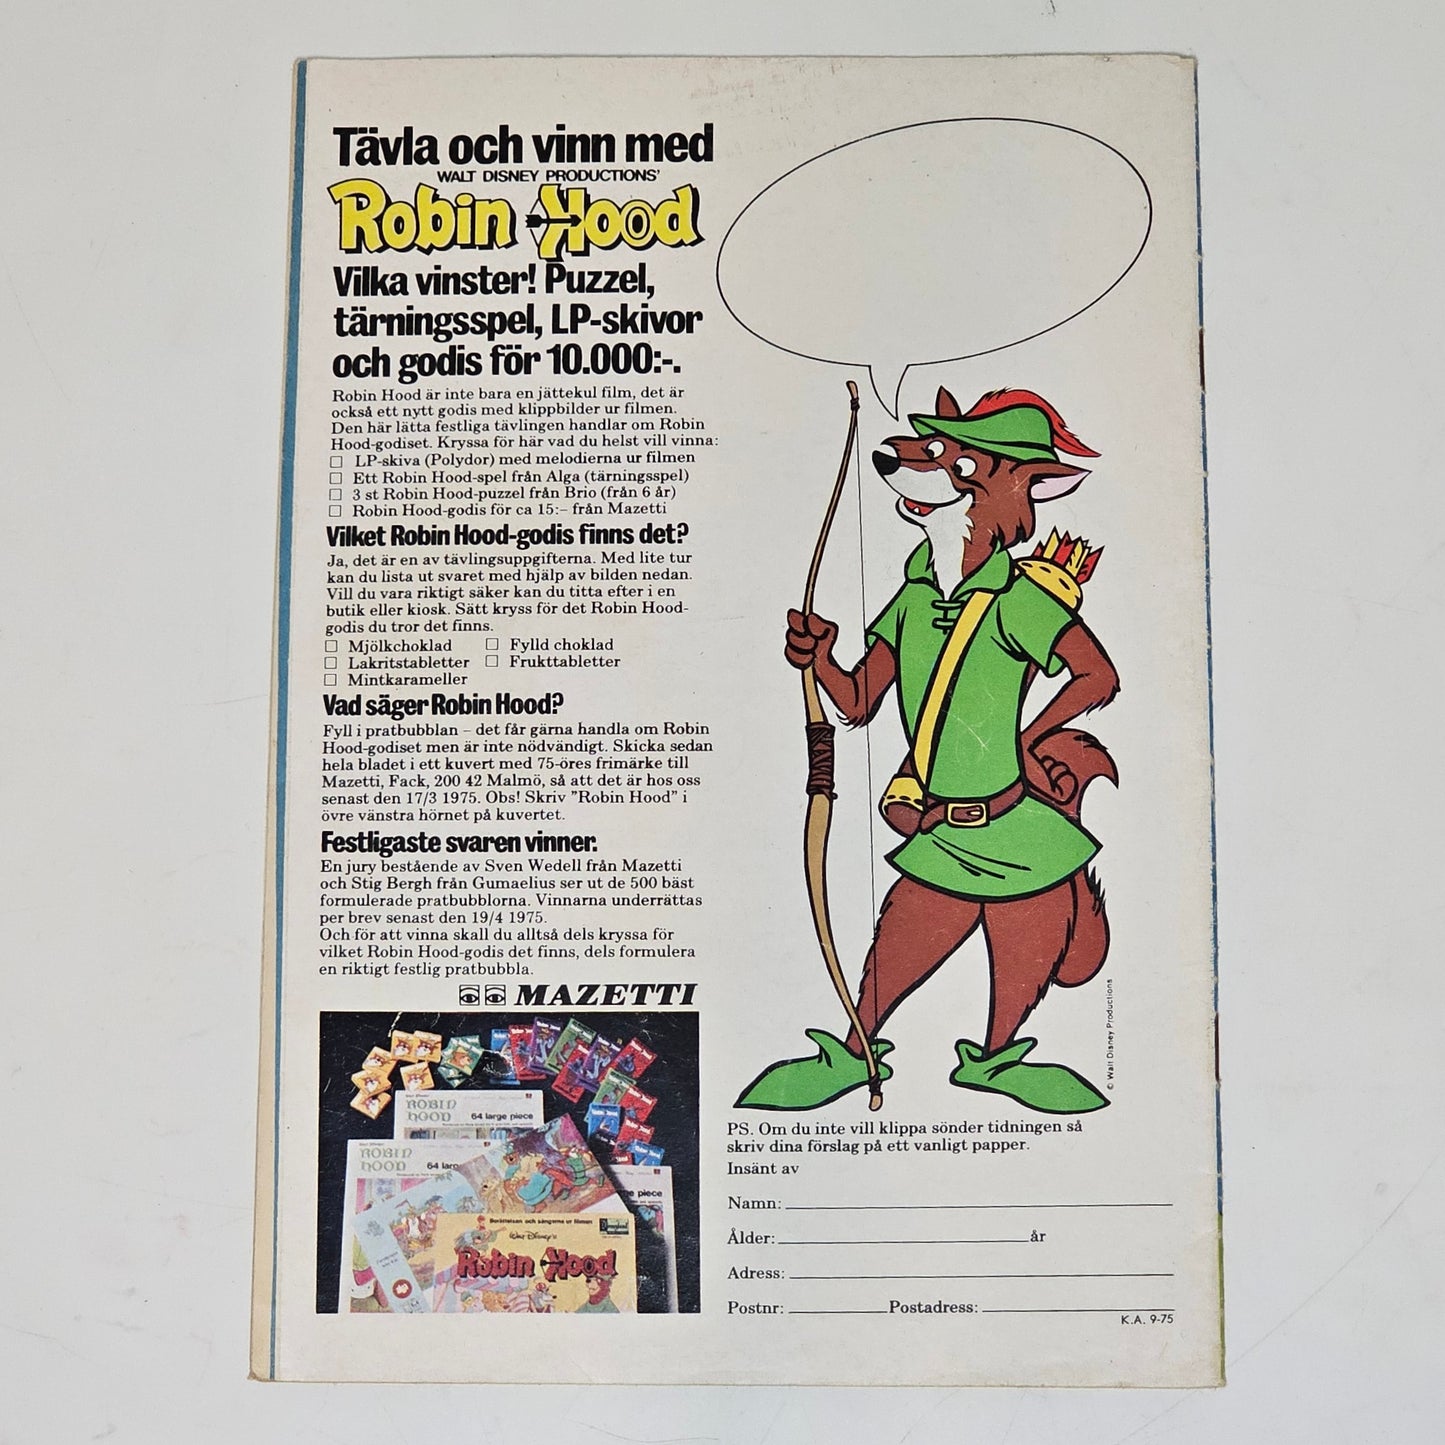 Tävla och vinn med
WALT DISNEY PRODUCTIONS'
Robin Hood
Vilka vinster! Puzzel,
tärningsspel, LP-skivor
och godis för 10.000:-.
Robin Hood är inte bara en jättekul film, det är
också ett nytt godis med klippbilder ur filmen.
Den här lätta festliga tävlingen handlar om Robin
Hood-godiset. Kryssa för här vad du helst vill vinna:
☐ LP-skiva (Polydor) med melodierna ur filmen
☐ Ett Robin Hood-spel från Alga (tärningsspel)
☐ 3 st Robin Hood-puzzel från Brio (från 6 år)
☐ Robin Hood-godis för ca 15:– från Mazetti
Vilket Robin Hood-godis finns det?
Ja, det är en av tävlingsuppgifterna. Med lite tur
kan du lista ut svaret med hjälp av bilden nedan.
Vill du vara riktigt säker kan du titta efter i en
butik eller kiosk. Sätt kryss för det Robin Hood-
godis du tror det finns.
☐ Mjölkchoklad ☐ Fylld choklad
☐ Lakritstabletter ☐ Frukttabletter
☐ Mintkarameller
Vad säger Robin Hood?
Fyll i pratbubblan – det får gärna handla om Robin
Hood-godiset men är inte nödvändigt. Skicka sedan
hela bladet i ett kuvert med 75-öres frimärke till
Mazetti, Fack, 200 42 Malmö, så att det är hos oss
senast den 17/3 1975. Obs! Skriv ”Robin Hood” i
övre vänstra hörnet på kuvertet.
Festligaste svaren vinner.
En jury bestående av Sven Wedell från Mazetti
och Stig Bergh från Gumaelius ser ut de 500 bäst
formulerade pratbubblorna. Vinnarna underrättas
per brev senast den 19/4 1975.
Och för att vinna skall du alltså dels kryssa för
vilket Robin Hood-godis det finns, dels formulera
en riktigt festlig pratbubbla.
MAZETTI
ROBIN
HOOD
64 large piece
ROBIN
HOOD
64 larg
e piece
Berättelsen och sångerna ur filmen
Walt Disney's
Robin Hood
© Walt Disney Productions
PS. Om du inte vill klippa sönder tidningen så
skriv dina förslag på ett vanligt papper.
Insänt av
Namn:
Ålder: år
Adress:
Postnr: Postadress:
K.A. 9-75